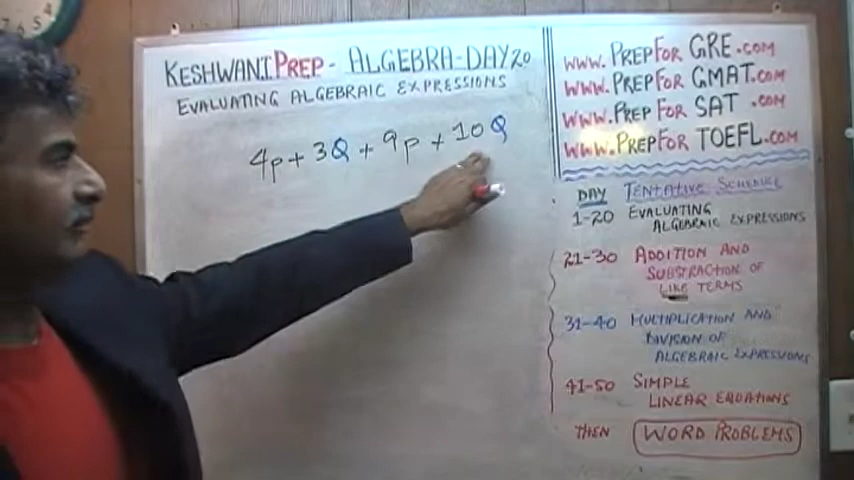 KESHWANI PREP - ALGEBRA-DAY 20
EVALUATING ALGEBRAIC EXPRESSIONS
4p + 3Q + 9p + 10Q
WWW. PREPFOR GRE.COM
WWW. PREPFOR GMAT.COM
WWW. PREP FOR SAT .COM
WWW. PREPFOR TOEFL.COM
DAY TENTATIVE SCHEDULE
1-20 EVALUATING
ALGEBRAIC EXPRESSIONS
21-30 ADDITION AND
SUBSTRACTION OF
LIKE TERMS
31-40 MULTIPLICATION AND
DIVISION OF
ALGEBRAIC EXPRESSIONS
41-50 SIMPLE
LINEAR EQUATIONS
THEN WORD PROBLEMS